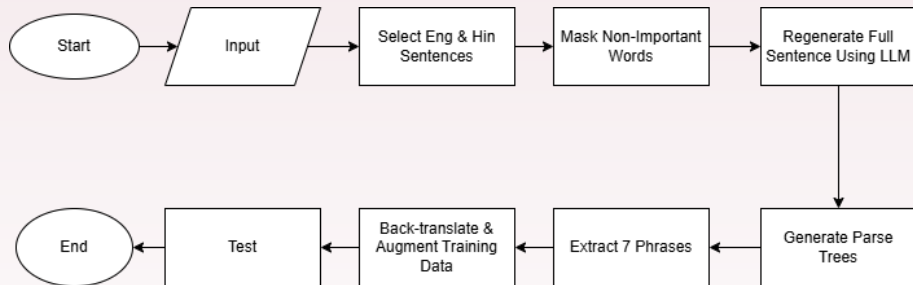 Start
Input
Select Eng & Hin
Sentences
Mask Non-Important
Words
Regenerate Full
Sentence Using LLM
Generate Parse
Trees
Extract 7 Phrases
Back-translate &
Augment Training
Data
Test
End